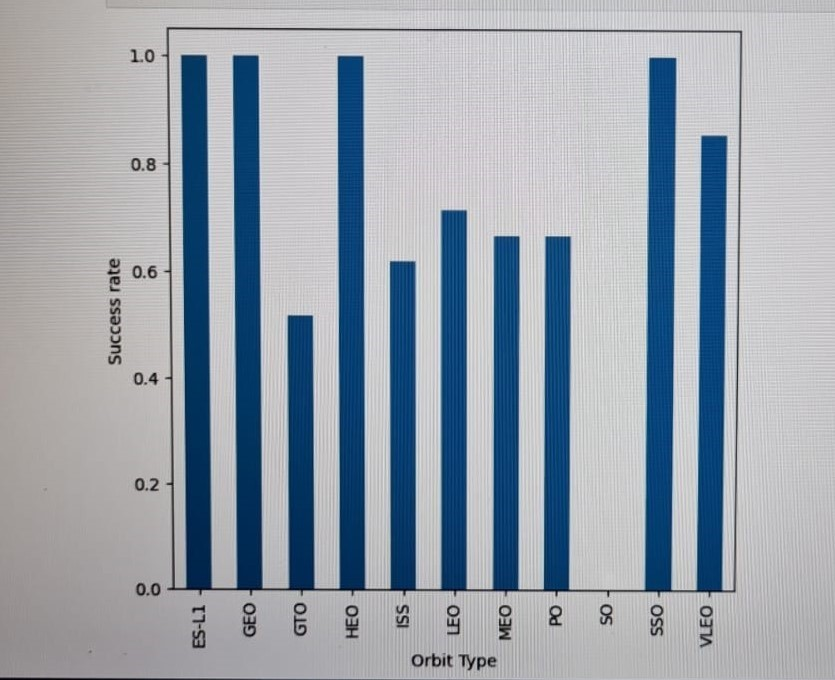 1.0
0.8
0.6
0.4
0.2
0.0
Success rate
ES-L1
GEO
GTO
HEO
ISS
LEO
MEO
PO
SO
SSO
VLEO
Orbit Type